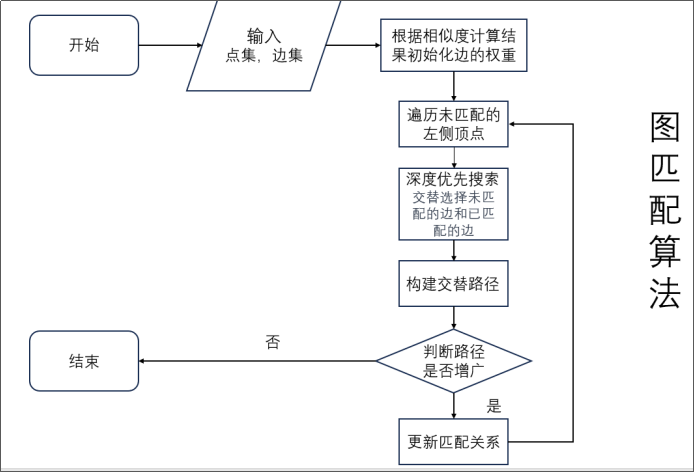 开始
输入
点集，边集
根据相似度计算结
果初始化边的权重
遍历未匹配的
左侧顶点
深度优先搜索
交替选择未匹
配的边和已匹
配的边
构建交替路径
判断路径
是否增广
否
结束
是
更新匹配关系
图匹配算法